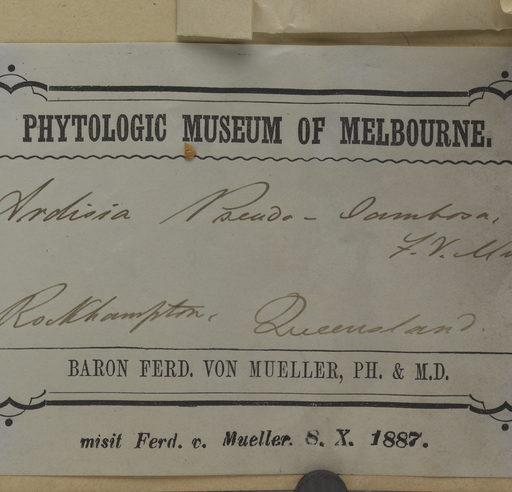 PHYTOLOGIC MUSEUM OF MELBOURNE.
Ardisia Pseudo-Jambosa,
F. v. Mu
Rockhampton, Queensland.
BARON FERD. VON MUELLER, PH. & M.D.
misit Ferd. v. Mueller. 8. X. 1887.